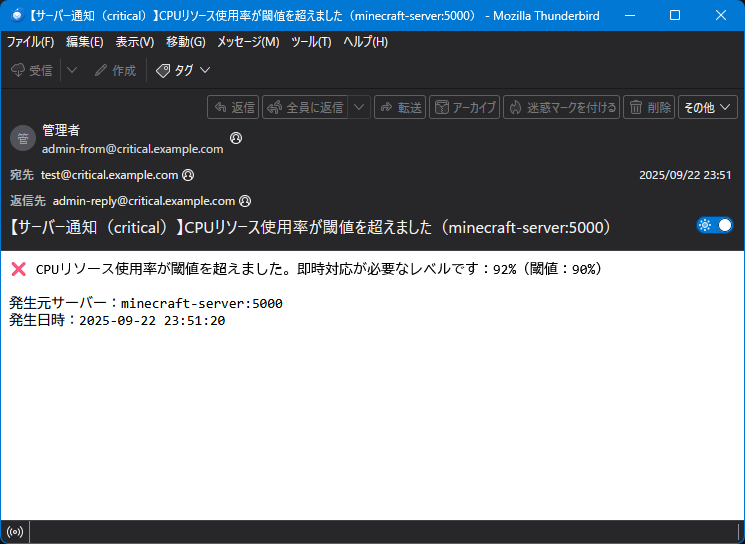 【サーバー通知（critical）】CPUリソース使用率が閾値を超えました（minecraft-server:5000） - Mozilla Thunderbird
ファイル(F) 編集(E) 表示(V) 移動(G) メッセージ(M) ツール(T) ヘルプ(H)
受信 作成 タグ
返信 全員に返信 転送 アーカイブ 迷惑マークを付ける 削除 その他
管 管理者
admin-from@critical.example.com
宛先 test@critical.example.com 2025/09/22 23:51
返信先 admin-reply@critical.example.com
【サーバー通知（critical）】CPUリソース使用率が閾値を超えました（minecraft-server:5000）
❌ CPUリソース使用率が閾値を超えました。即時対応が必要なレベルです：92%（閾値：90%）
発生元サーバー：minecraft-server:5000
発生日時：2025-09-22 23:51:20